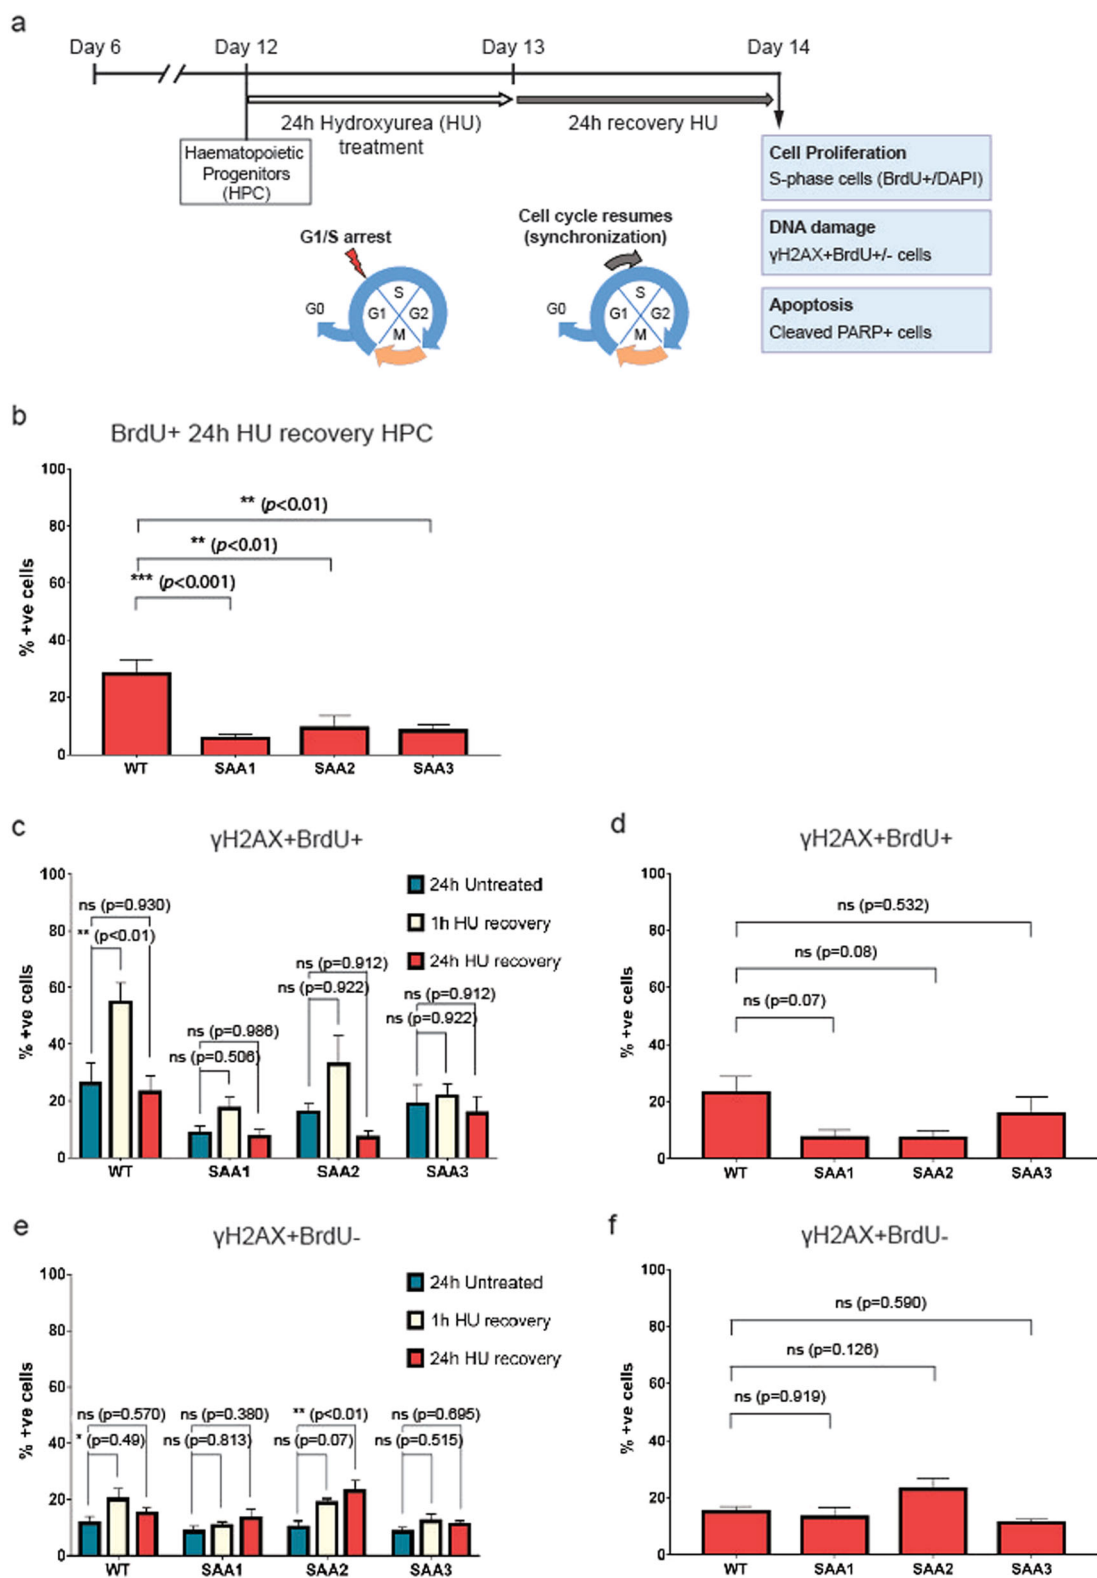 a
Day 6
Day 12
Day 13
Day 14
24h Hydroxyurea (HU)
treatment
24h recovery HU
Haematopoietic
Progenitors
(HPC)
Cell Proliferation
S-phase cells (BrdU+/DAPI)
DNA damage
γH2AX+BrdU+/- cells
Apoptosis
Cleaved PARP+ cells
G1/S arrest
G0
S
G1
G2
M
Cell cycle resumes
(synchronization)
G0
S
G1
G2
M
b
BrdU+ 24h HU recovery HPC
% +ve cells
100
80
60
40
20
0
** (p<0.01)
** (p<0.01)
*** (p<0.001)
WT
SAA1
SAA2
SAA3
c
γH2AX+BrdU+
% +ve cells
100
80
60
40
20
0
24h Untreated
1h HU recovery
24h HU recovery
ns (p=0.930)
** (p<0.01)
ns (p=0.986)
ns (p=0.506)
ns (p=0.912)
ns (p=0.922)
ns (p=0.912)
ns (p=0.922)
WT
SAA1
SAA2
SAA3
d
γH2AX+BrdU+
% +ve cells
100
80
60
40
20
0
ns (p=0.532)
ns (p=0.08)
ns (p=0.07)
WT
SAA1
SAA2
SAA3
e
γH2AX+BrdU-
% +ve cells
100
80
60
40
20
0
24h Untreated
1h HU recovery
24h HU recovery
ns (p=0.570)
* (p=0.49)
ns (p=0.380)
ns (p=0.813)
** (p<0.01)
ns (p=0.07)
ns (p=0.695)
ns (p=0.515)
WT
SAA1
SAA2
SAA3
f
γH2AX+BrdU-
% +ve cells
100
80
60
40
20
0
ns (p=0.590)
ns (p=0.126)
ns (p=0.919)
WT
SAA1
SAA2
SAA3